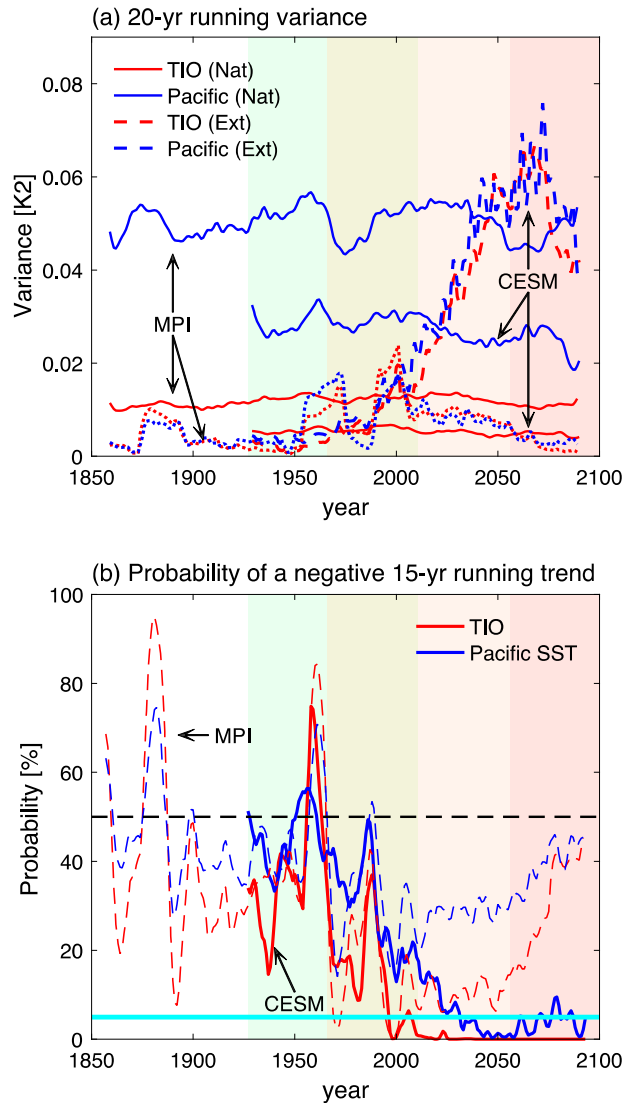 (a) 20-yr running variance
0.08
0.06
0.04
0.02
0
Variance [K2]
TIO (Nat)
Pacific (Nat)
TIO (Ext)
Pacific (Ext)
MPI
CESM
1850 1900 1950 2000 2050 2100
year
(b) Probability of a negative 15-yr running trend
100
80
60
40
20
0
Probability [%]
TIO
Pacific SST
MPI
CESM
1850 1900 1950 2000 2050 2100
year